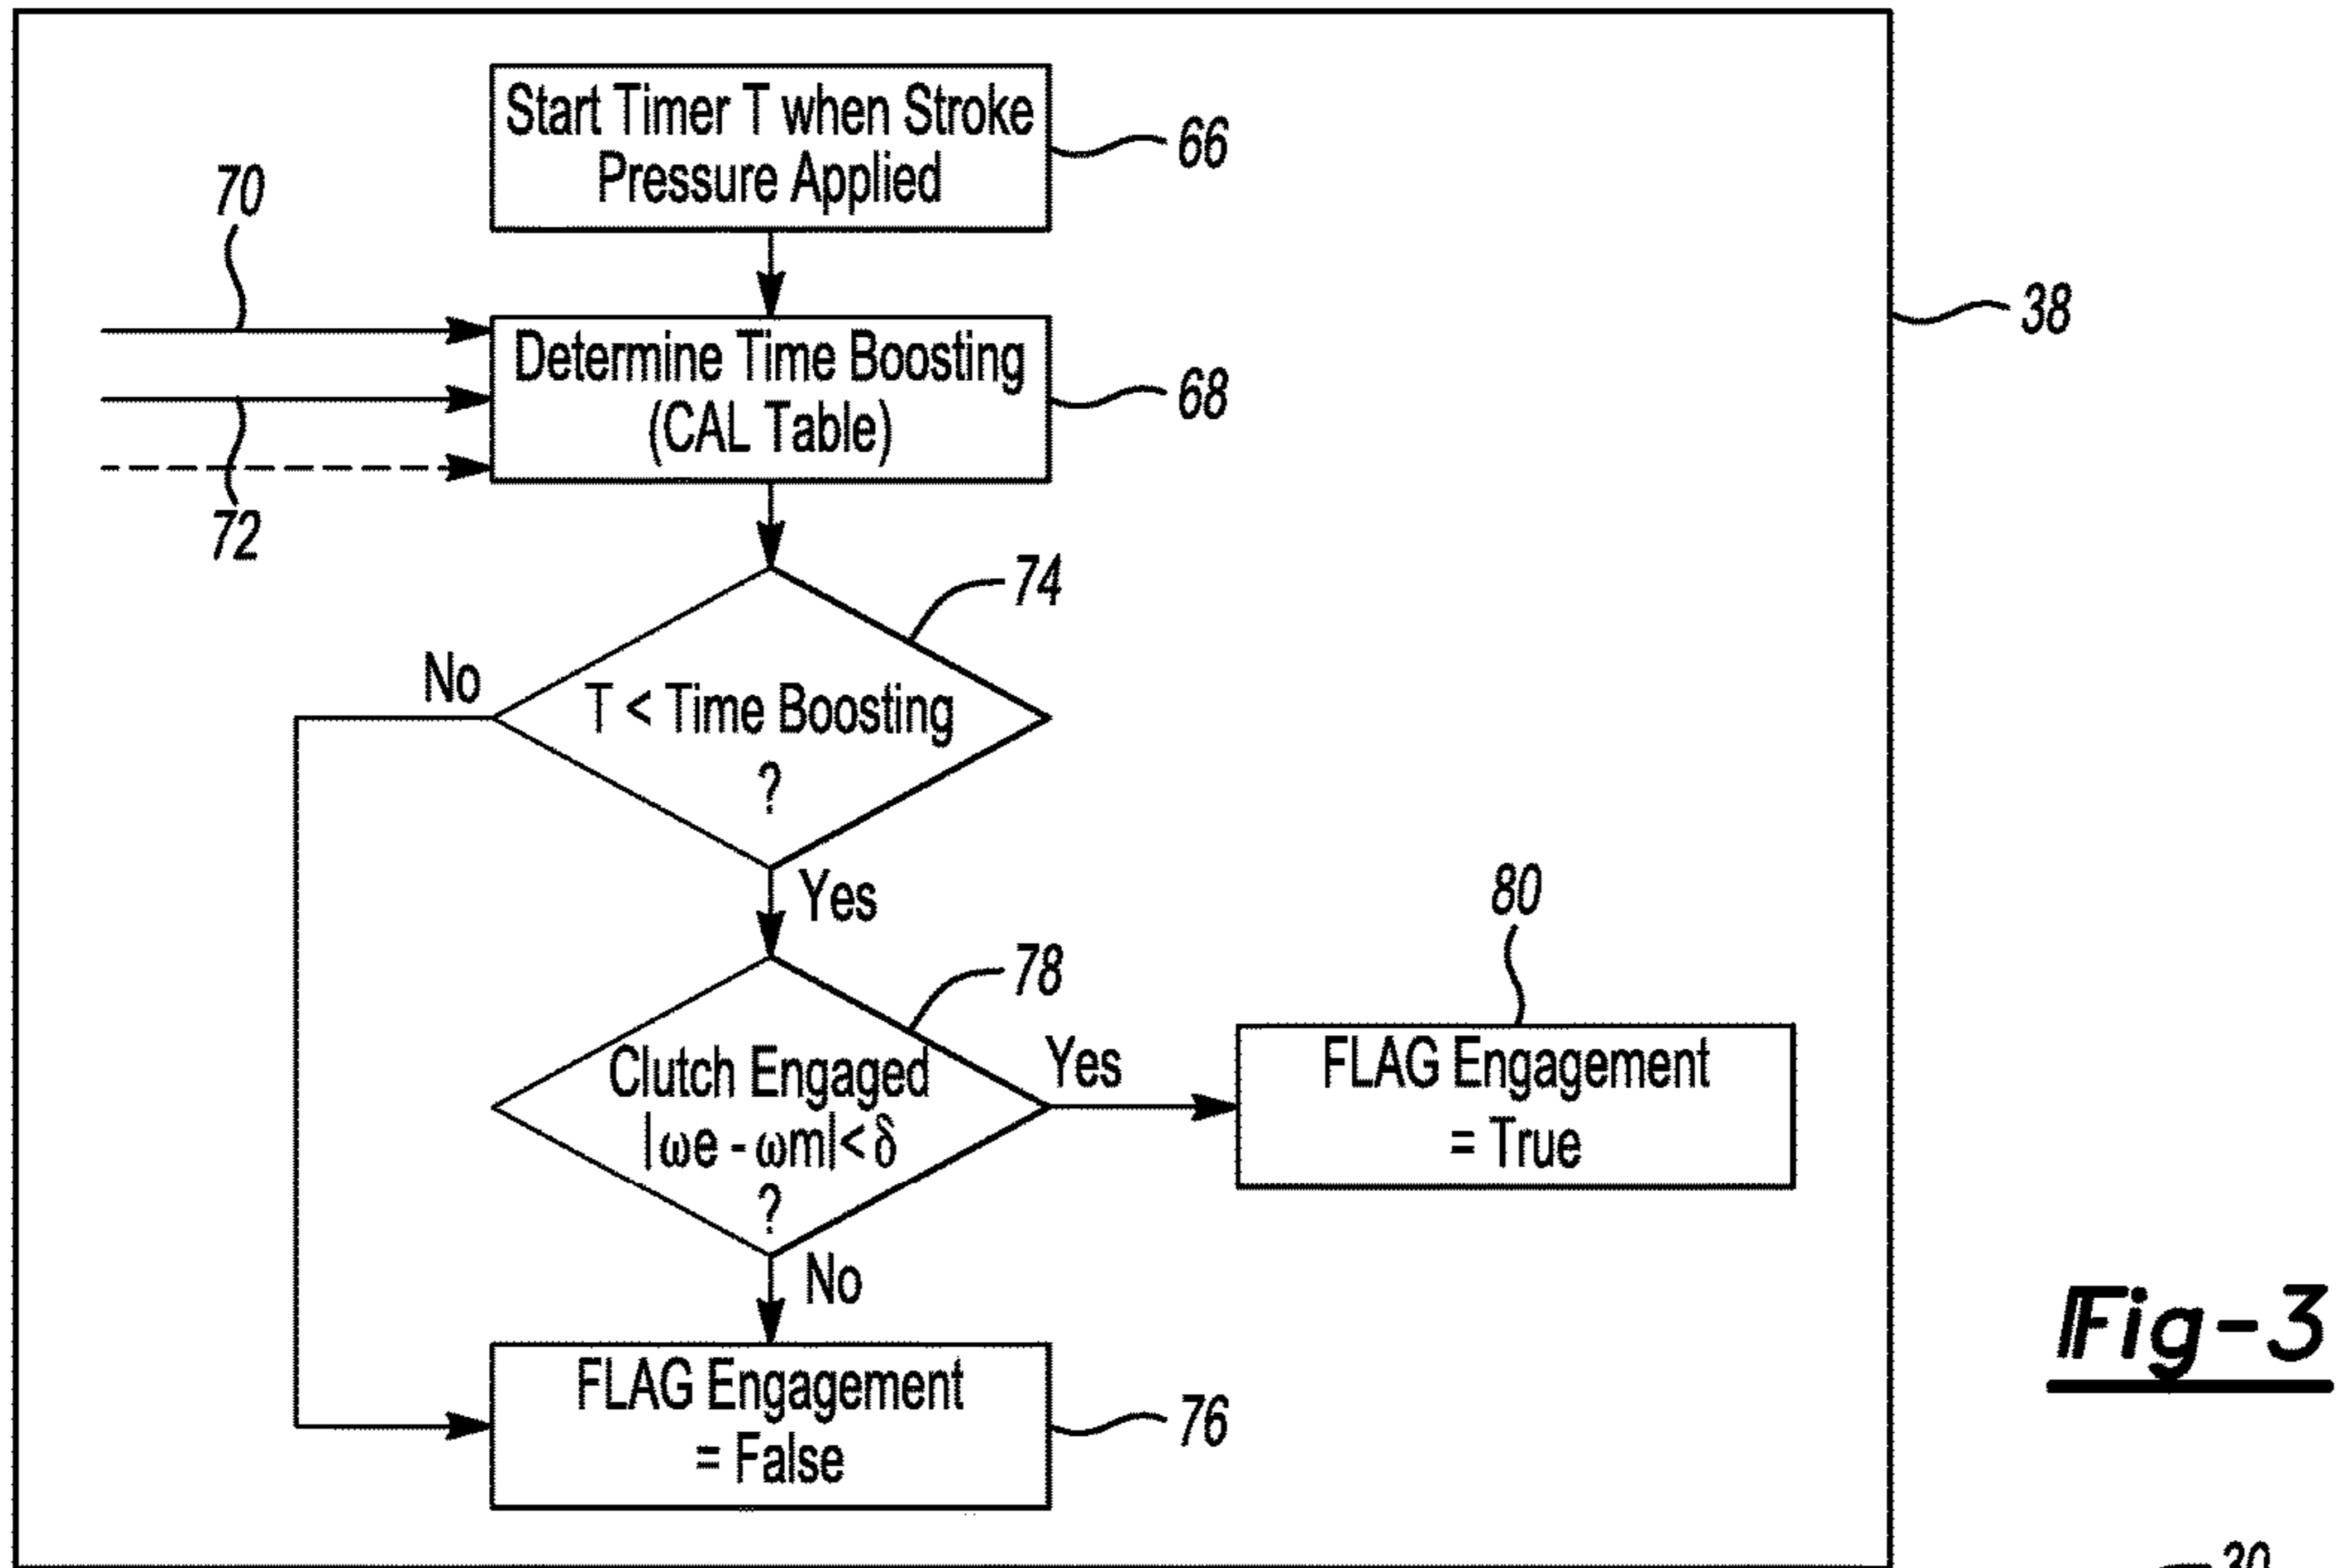 Start Timer T when Stroke
Pressure Applied
66
70
38
Determine Time Boosting
(CAL Table)
68
72
74
No
T < Time Boosting
?
Yes
80
78
Clutch Engaged
|ωe - ωm| < δ
?
Yes
FLAG Engagement
= True
No
FLAG Engagement
= False
76
Fig-3